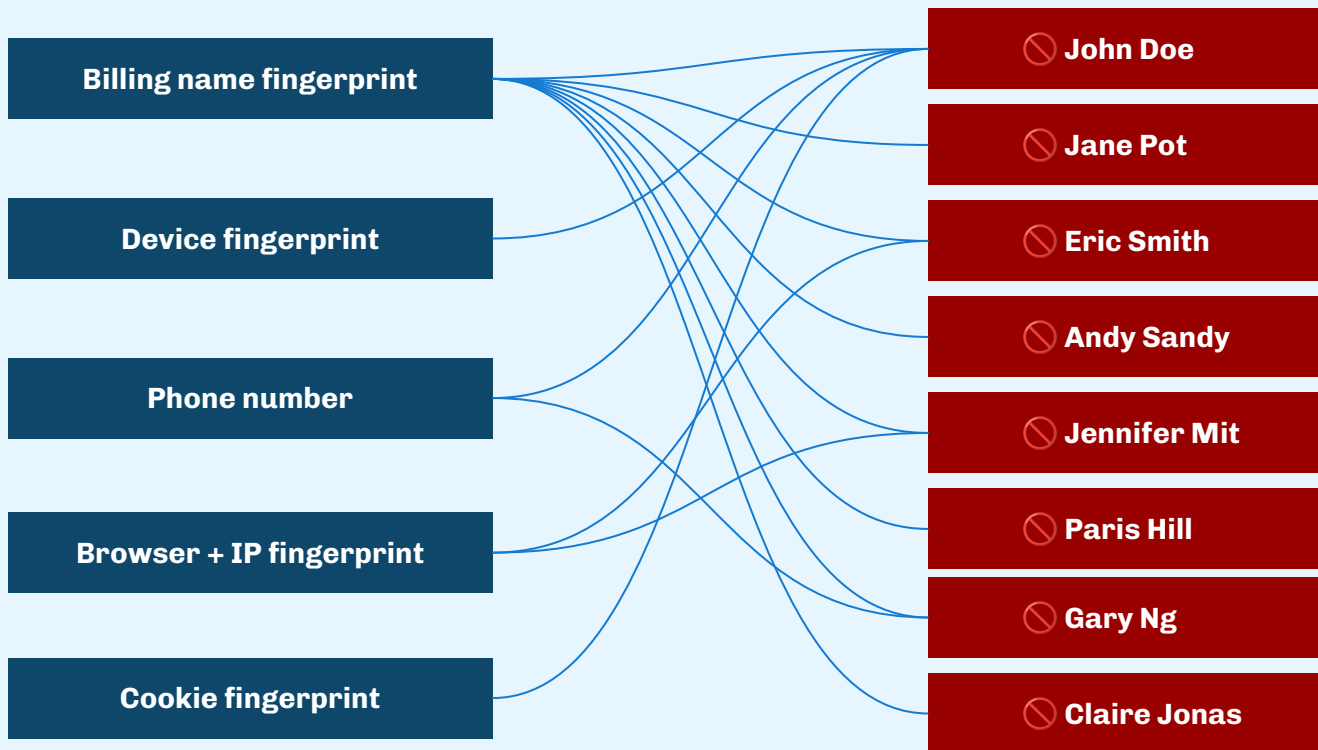 Billing name fingerprint
Device fingerprint
Phone number
Browser + IP fingerprint
Cookie fingerprint
John Doe
Jane Pot
Eric Smith
Andy Sandy
Jennifer Mit
Paris Hill
Gary Ng
Claire Jonas